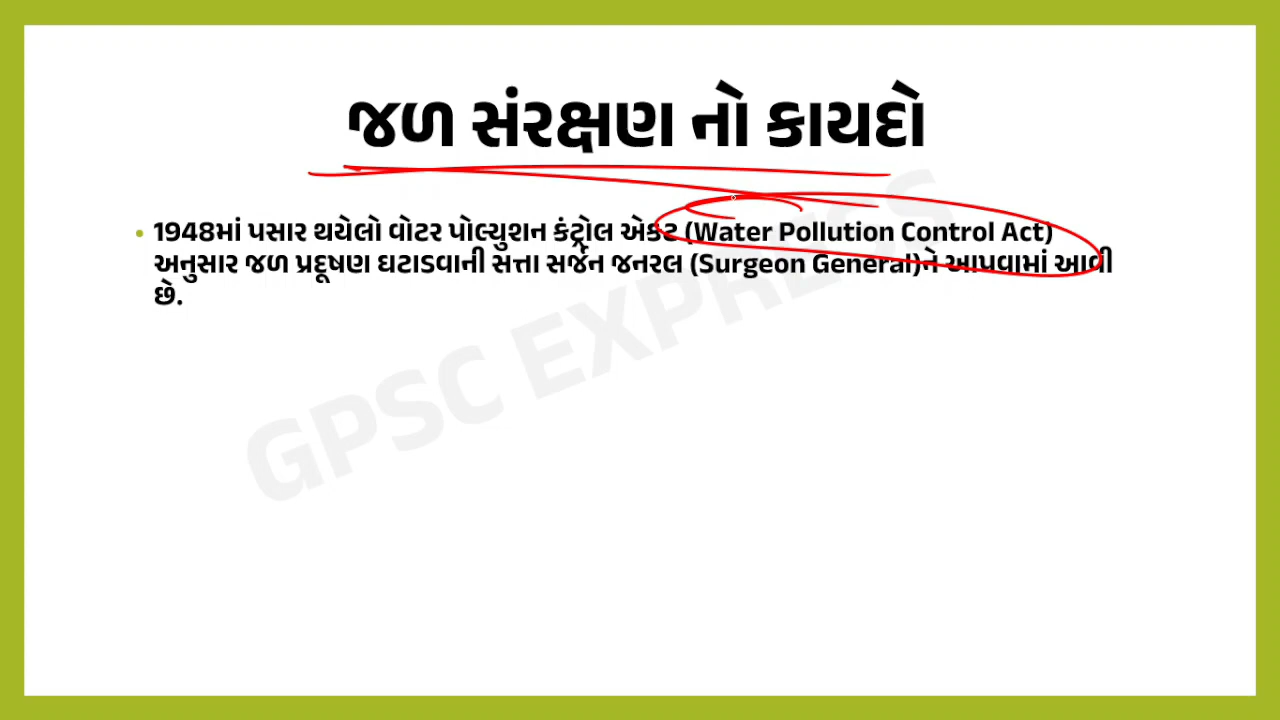 જળ સંરક્ષણ નો કાયદો
• 1948માં પસાર થયેલો વોટર પોલ્યુશન કંટ્રોલ એકટ (Water Pollution Control Act)
અનુસાર જળ પ્રદૂષણ ઘટાડવાની સત્તા સર્જન જનરલ (Surgeon General)ને આપવામાં આવી
છે.
GPSC EXPRESS